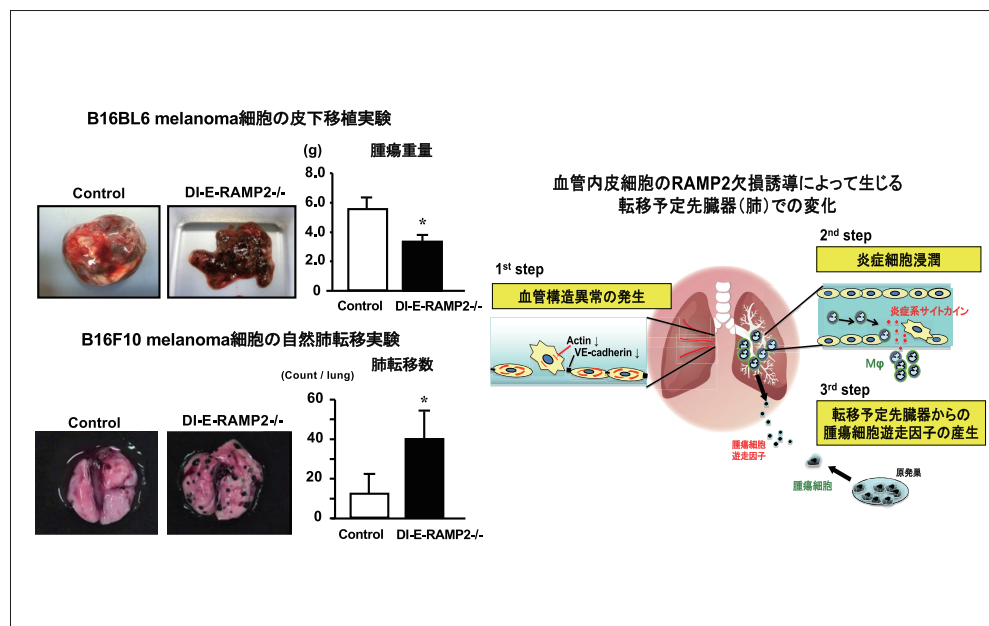 B16BL6 melanoma細胞の皮下移植実験
Control
DI-E-RAMP2-/-
(g)
腫瘍重量
8.0
6.0
4.0
2.0
0
*
Control
DI-E-RAMP2-/-
B16F10 melanoma細胞の自然肺転移実験
(Count / lung)
肺転移数
Control
DI-E-RAMP2-/-
60
40
20
0
*
Control
DI-E-RAMP2-/-
血管内皮細胞のRAMP2欠損誘導によって生じる
転移予定先臓器(肺)での変化
1st step
血管構造異常の発生
Actin ↓
VE-cadherin ↓
2nd step
炎症細胞浸潤
炎症系サイトカイン
Mφ
3rd step
転移予定先臓器からの
腫瘍細胞遊走因子の産生
腫瘍細胞
遊走因子
腫瘍細胞
原発巣